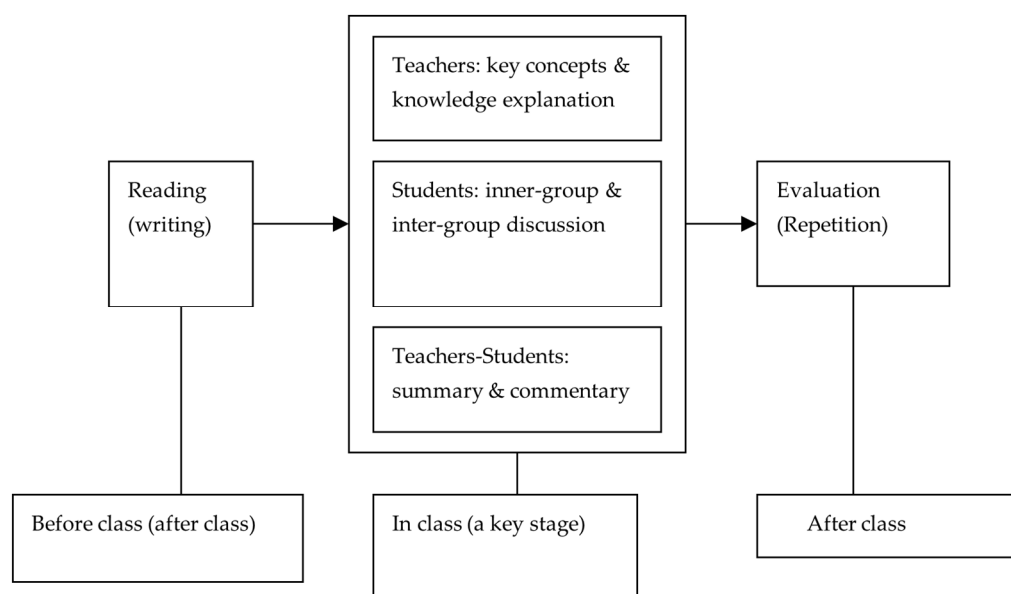 Teachers: key concepts &
knowledge explanation
Reading
(writing)
Students: inner-group &
inter-group discussion
Evaluation
(Repetition)
Teachers-Students:
summary & commentary
Before class (after class)
In class (a key stage)
After class